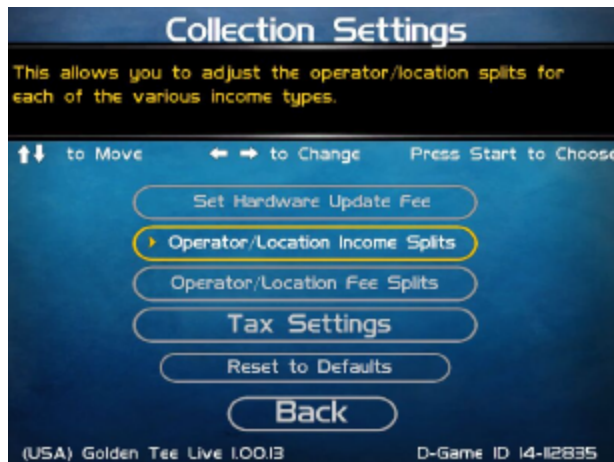 Collection Settings
This allows you to adjust the operator/location splits for
each of the various income types.
⬆⬇ to Move ⬅ ➡ to Change Press Start to Choose
Set Hardware Update Fee
Operator/Location Income Splits
Operator/Location Fee Splits
Tax Settings
Reset to Defaults
Back
(USA) Golden Tee Live 1.00.13 D-Game ID 14-112835